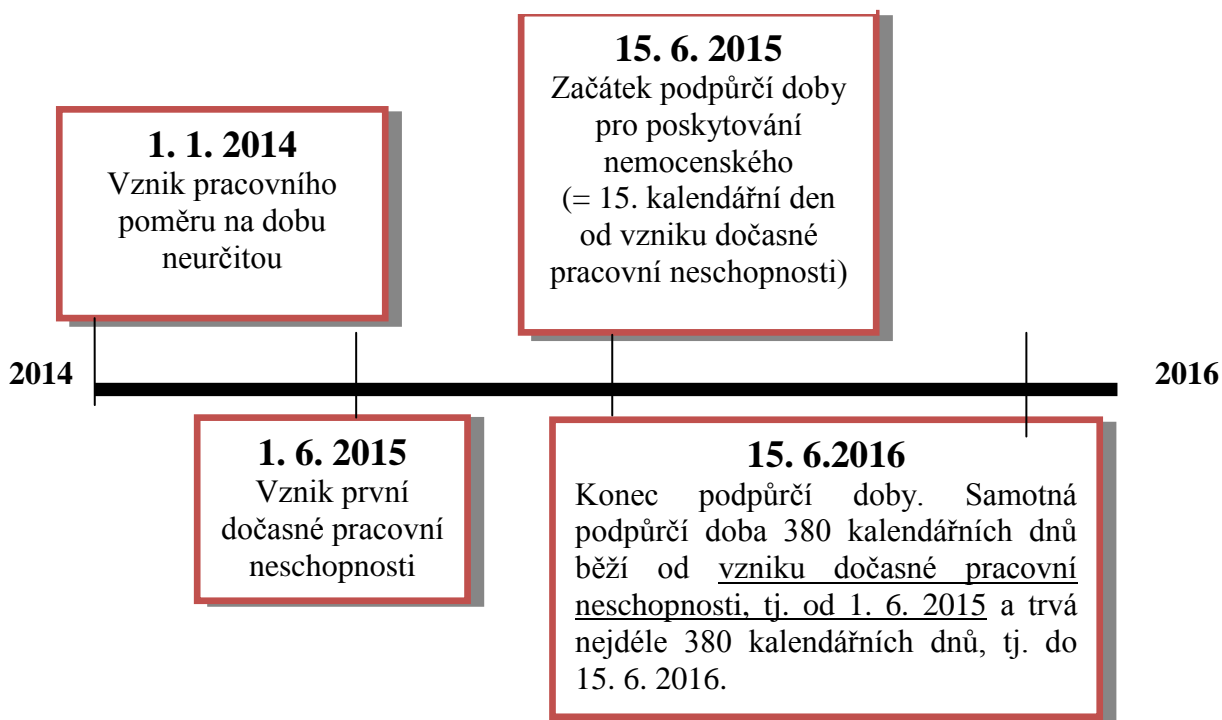 15. 6. 2015
Začátek podpůrčí doby
pro poskytování
nemocenského
(= 15. kalendářní den
od vzniku dočasné
pracovní neschopnosti)
1. 1. 2014
Vznik pracovního
poměru na dobu
neurčitou
2014
2016
1. 6. 2015
Vznik první
dočasné pracovní
neschopnosti
15. 6.2016
Konec podpůrčí doby. Samotná
podpůrčí doba 380 kalendářních dnů
běží od vzniku dočasné pracovní
neschopnosti, tj. od 1. 6. 2015 a trvá
nejdéle 380 kalendářních dnů, tj. do
15. 6. 2016.